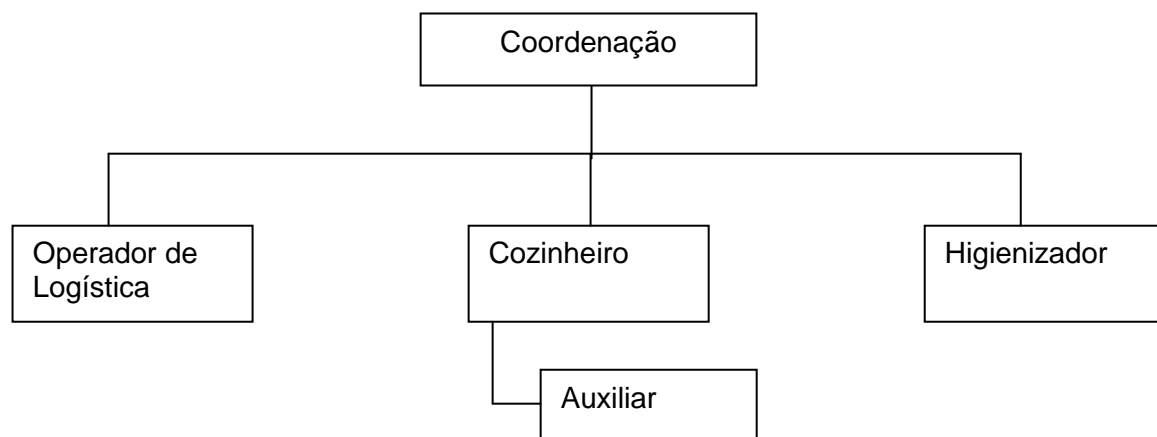 Coordenação
Operador de
Logística
Cozinheiro
Higienizador
Auxiliar